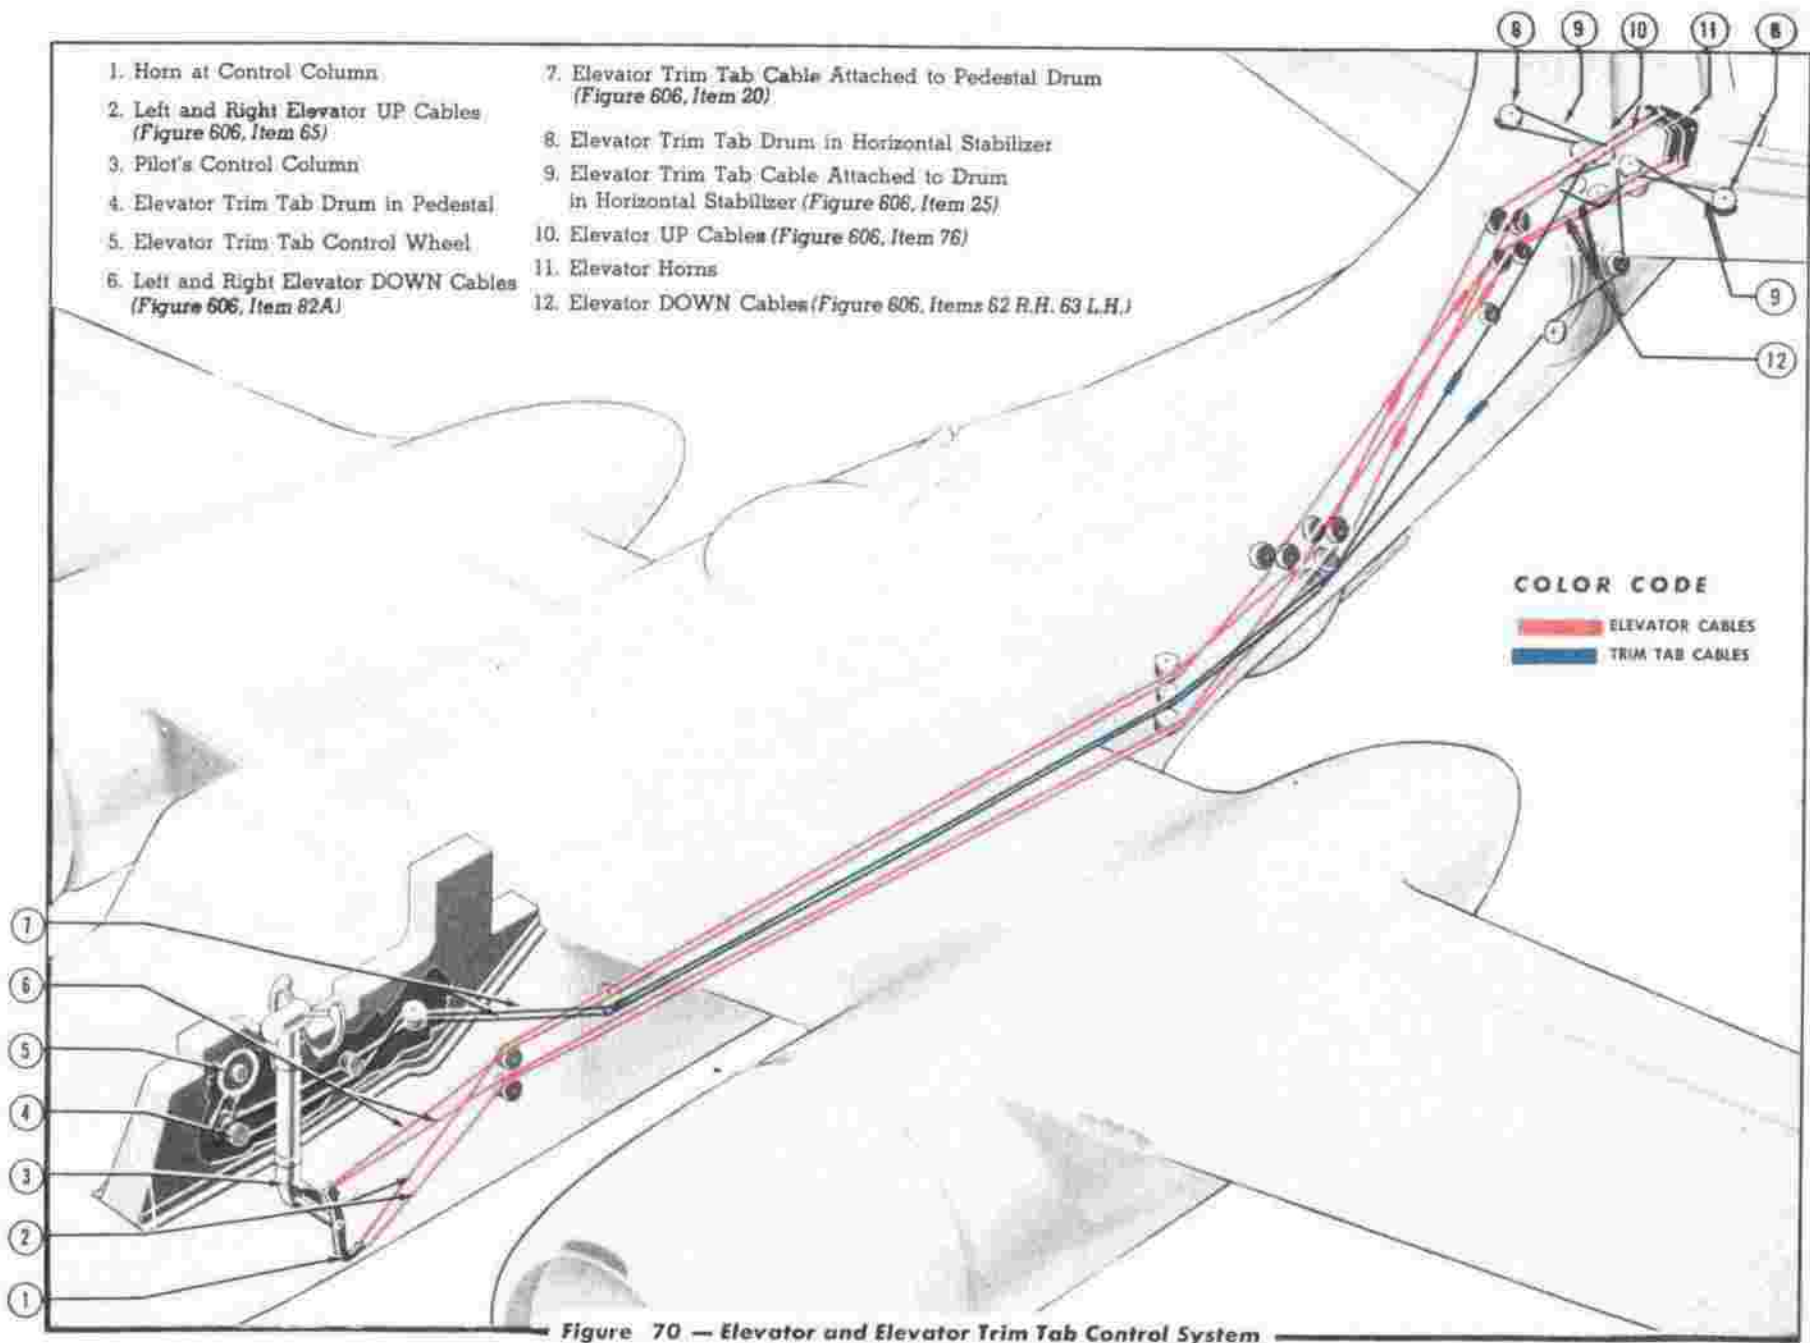 1. Horn at Control Column
2. Left and Right Elevator UP Cables
(Figure 606, Item 65)
3. Pilot's Control Column
4. Elevator Trim Tab Drum in Pedestal
5. Elevator Trim Tab Control Wheel
6. Left and Right Elevator DOWN Cables
(Figure 606, Item 82A)
7. Elevator Trim Tab Cable Attached to Pedestal Drum
(Figure 606, Item 20)
8. Elevator Trim Tab Drum in Horizontal Stabilizer
9. Elevator Trim Tab Cable Attached to Drum
in Horizontal Stabilizer (Figure 606, Item 25)
10. Elevator UP Cables (Figure 606, Item 76)
11. Elevator Horns
12. Elevator DOWN Cables (Figure 606, Items 62 R.H. 63 L.H.)
8 9 10 11 8
9
12
COLOR CODE
ELEVATOR CABLES
TRIM TAB CABLES
7
6
5
4
3
2
1
Figure 70 — Elevator and Elevator Trim Tab Control System